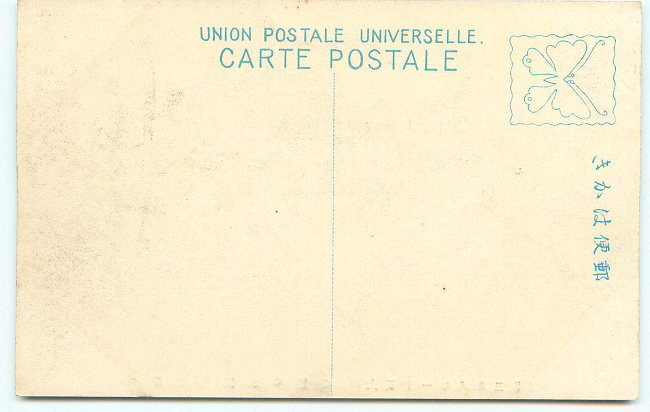 UNION POSTALE UNIVERSELLE.
CARTE POSTALE
郵便はかき